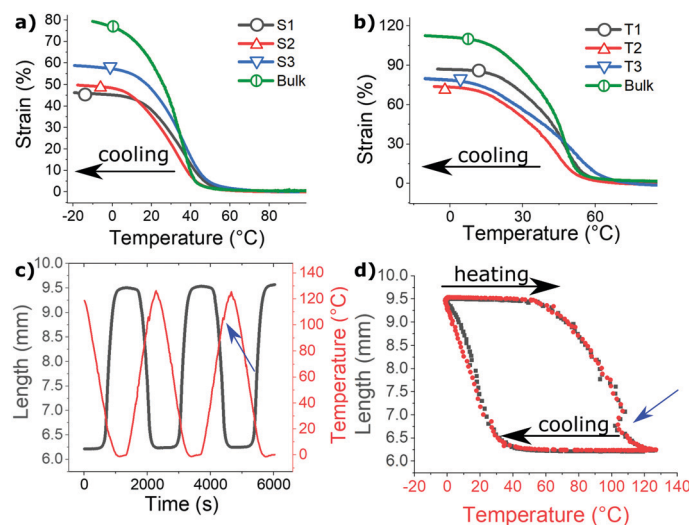 a)
S1
S2
S3
Bulk
80
70
60
50
40
30
20
10
0
Strain (%)
cooling
-20
0
20
40
60
80
Temperature (°C)
b)
T1
T2
T3
Bulk
120
90
60
30
0
Strain (%)
cooling
0
30
60
Temperature (°C)
c)
10.0
9.5
9.0
8.5
8.0
7.5
7.0
6.5
6.0
Length (mm)
140
120
100
80
60
40
20
0
Temperature (°C)
0
2000
4000
6000
Time (s)
d)
heating
10.0
9.5
9.0
8.5
8.0
7.5
7.0
6.5
6.0
Length (mm)
cooling
-20
0
20
40
60
80
100
120
140
Temperature (°C)